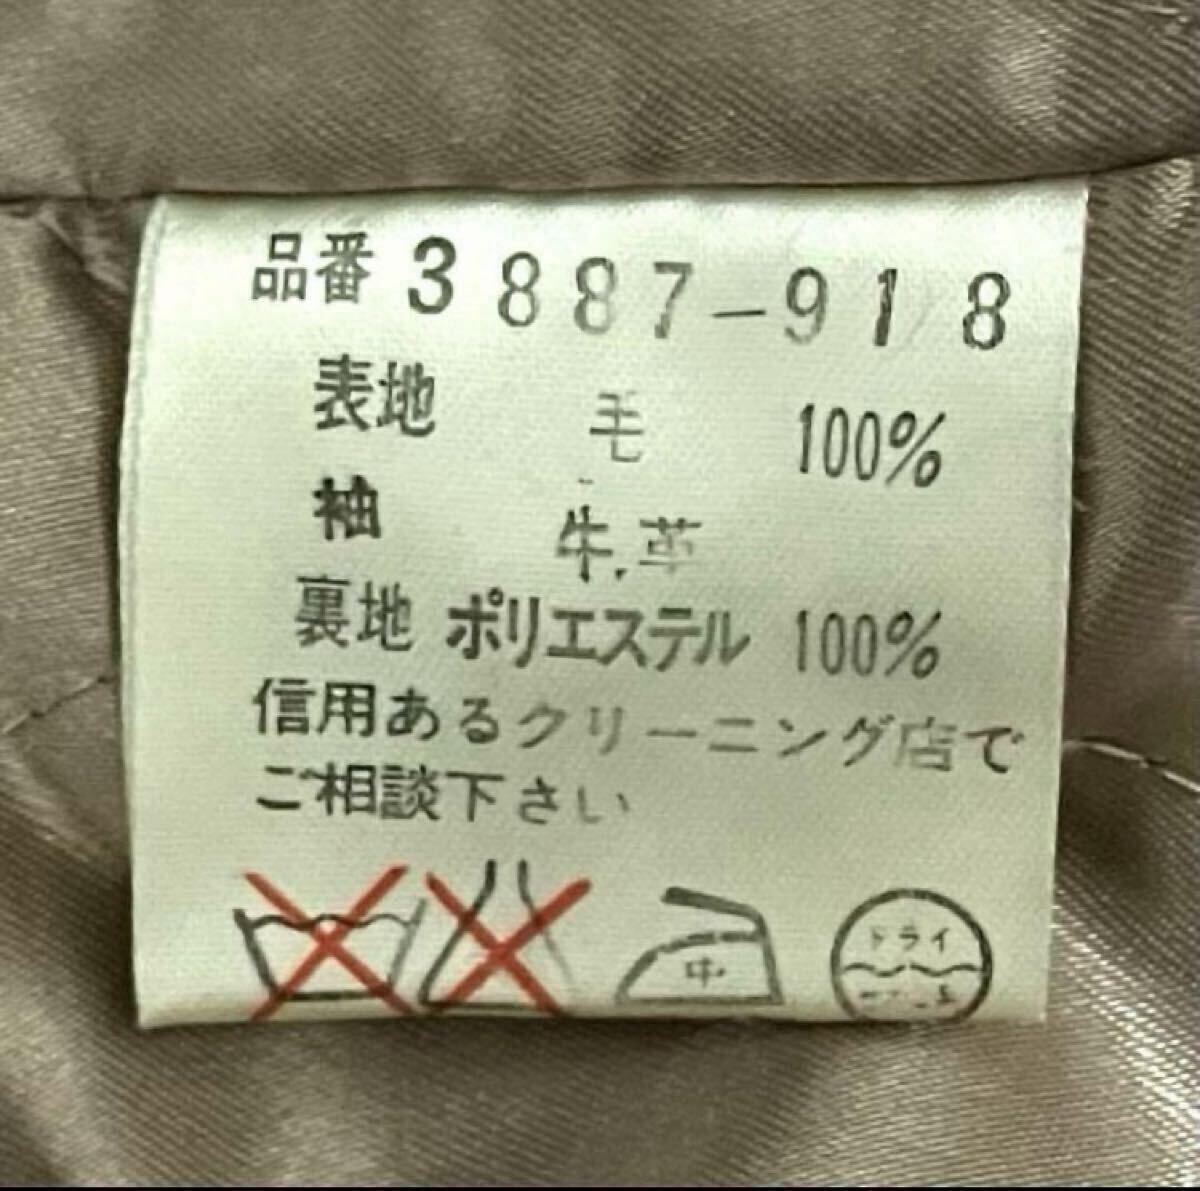 品番 3887-918
表地 毛 100%
袖 牛革
裏地 ポリエステル 100%
信用あるクリーニング店で
ご相談下さい
中
ドライ